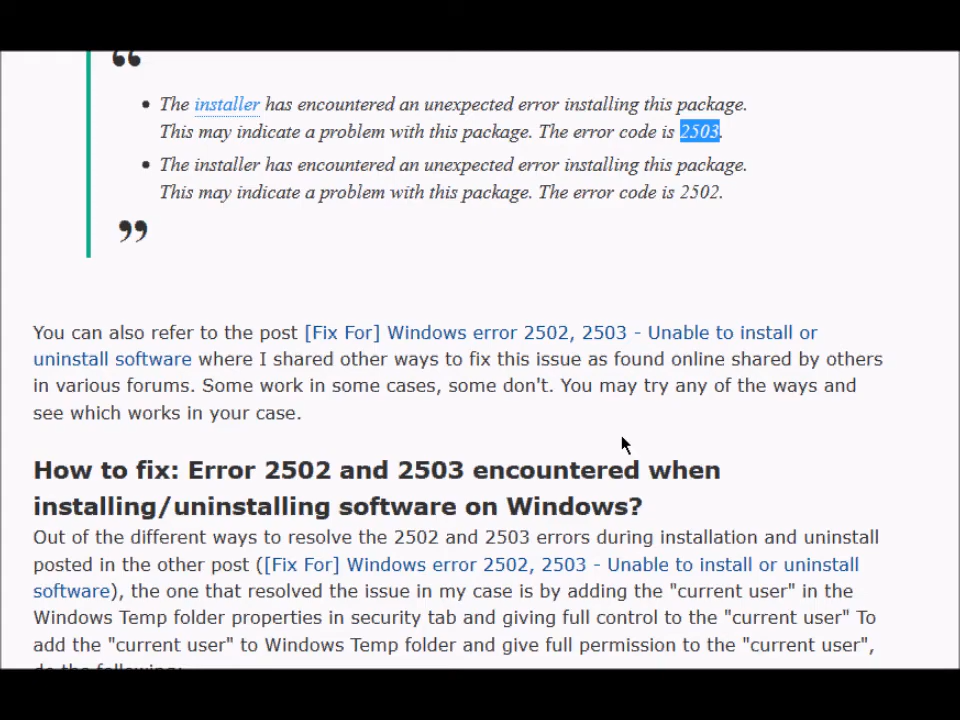 “
• The installer has encountered an unexpected error installing this package.
This may indicate a problem with this package. The error code is 2503.
• The installer has encountered an unexpected error installing this package.
This may indicate a problem with this package. The error code is 2502.
”
You can also refer to the post [Fix For] Windows error 2502, 2503 - Unable to install or
uninstall software where I shared other ways to fix this issue as found online shared by others
in various forums. Some work in some cases, some don't. You may try any of the ways and
see which works in your case.
How to fix: Error 2502 and 2503 encountered when
installing/uninstalling software on Windows?
Out of the different ways to resolve the 2502 and 2503 errors during installation and uninstall
posted in the other post ([Fix For] Windows error 2502, 2503 - Unable to install or uninstall
software), the one that resolved the issue in my case is by adding the "current user" in the
Windows Temp folder properties in security tab and giving full control to the "current user" To
add the "current user" to Windows Temp folder and give full permission to the "current user",
do the following: